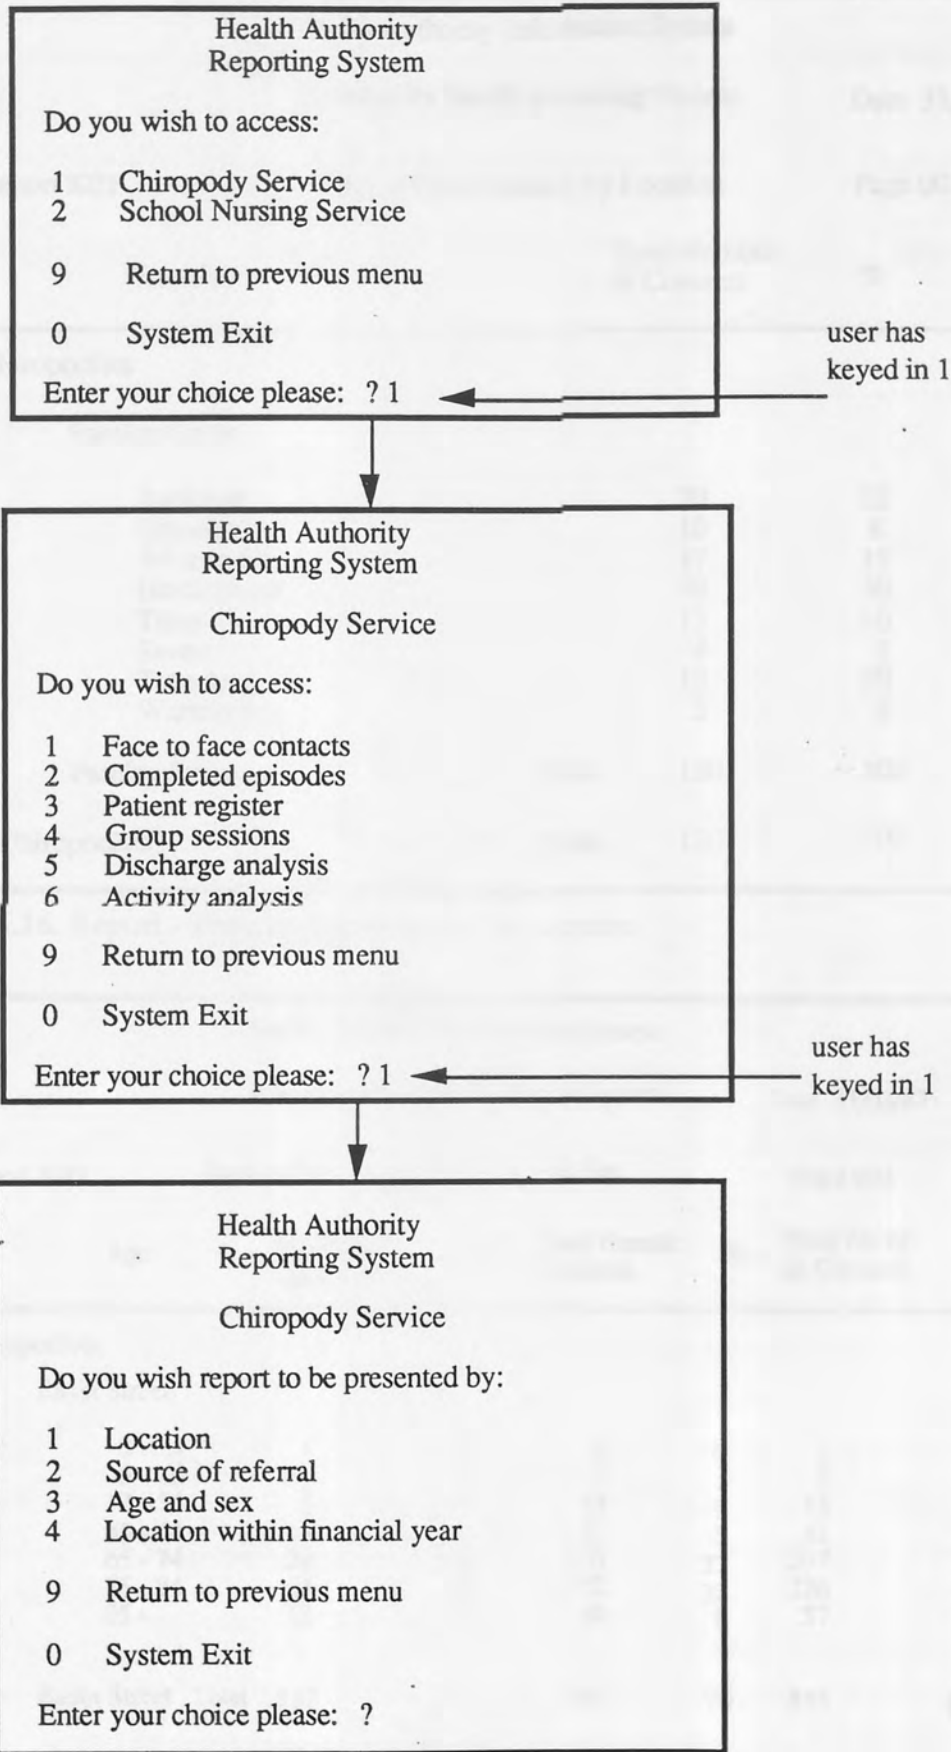 Health Authority
Reporting System
Do you wish to access:
1 Chiropody Service
2 School Nursing Service
9 Return to previous menu
0 System Exit
Enter your choice please: ? 1
user has
keyed in 1
Health Authority
Reporting System
Chiropody Service
Do you wish to access:
1 Face to face contacts
2 Completed episodes
3 Patient register
4 Group sessions
5 Discharge analysis
6 Activity analysis
9 Return to previous menu
0 System Exit
Enter your choice please: ? 1
user has
keyed in 1
Health Authority
Reporting System
Chiropody Service
Do you wish report to be presented by:
1 Location
2 Source of referral
3 Age and sex
4 Location within financial year
9 Return to previous menu
0 System Exit
Enter your choice please: ?